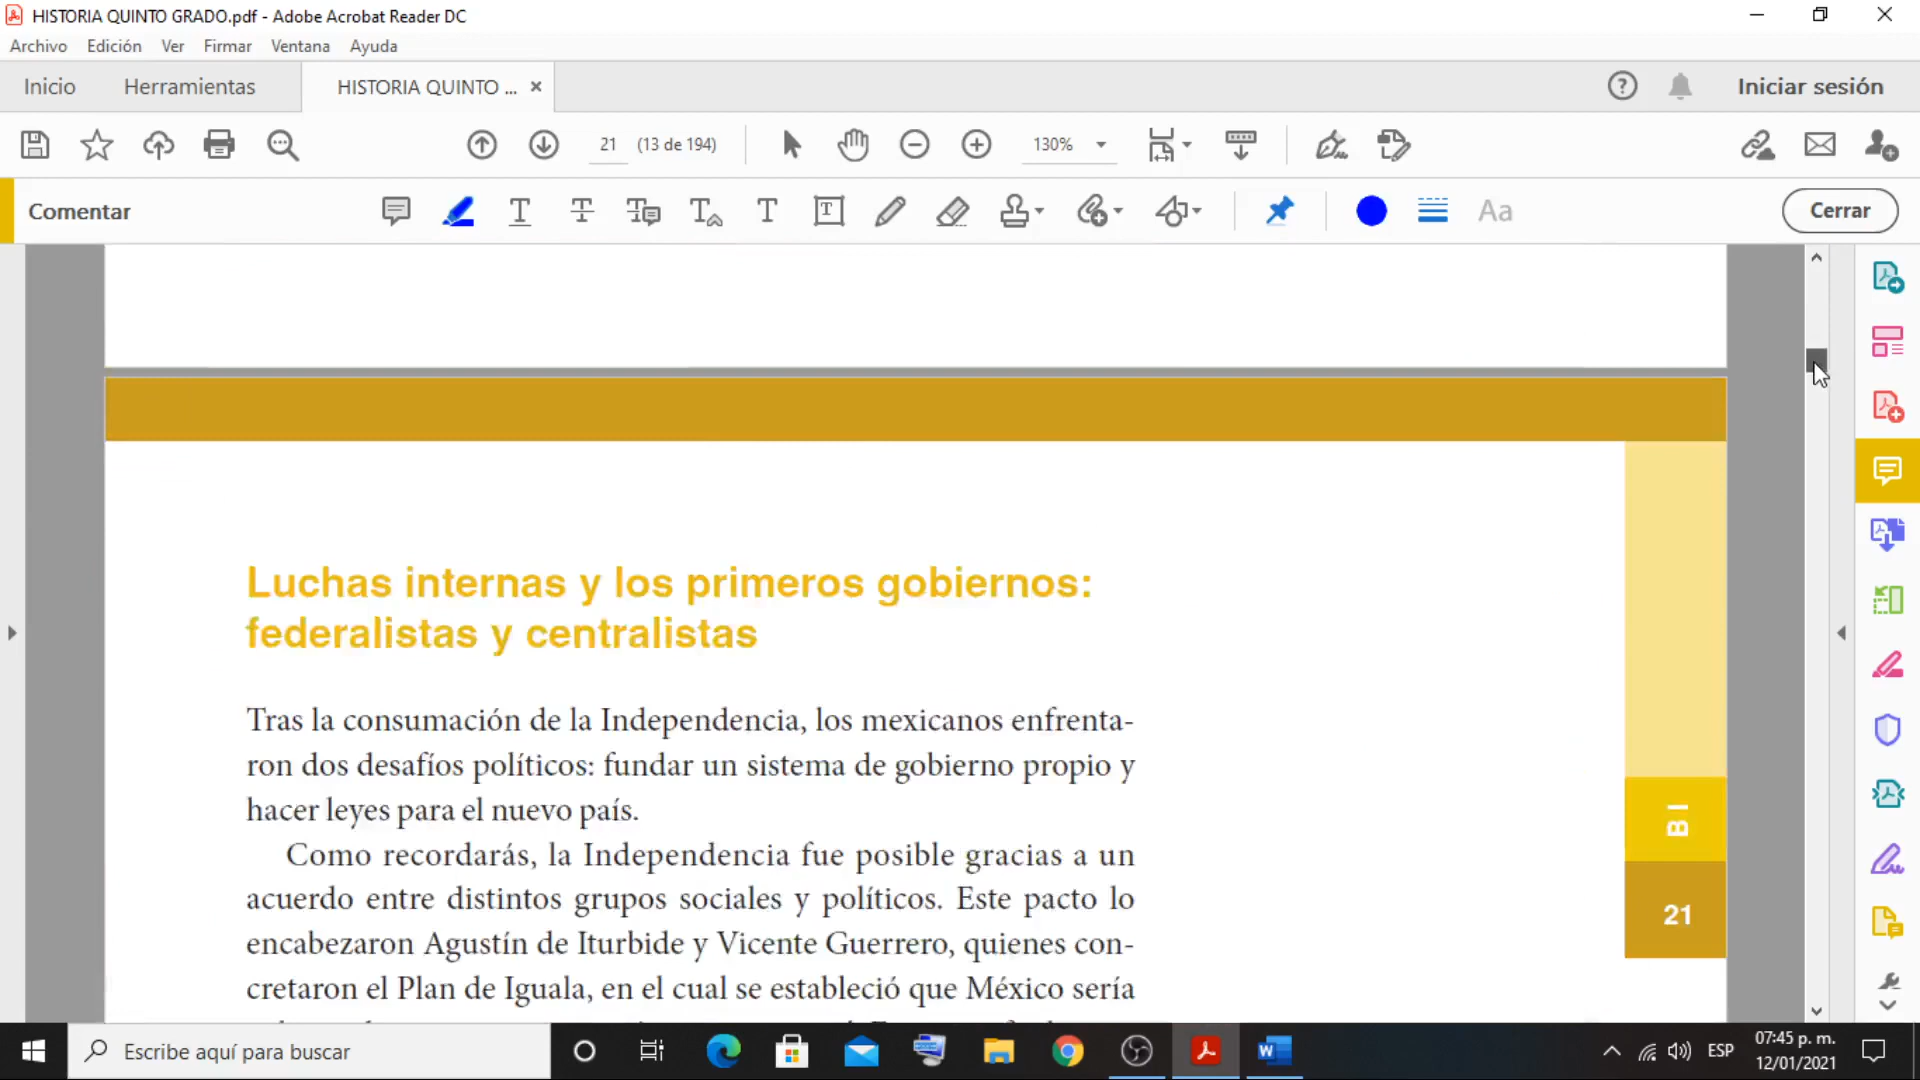 HISTORIA QUINTO GRADO.pdf - Adobe Acrobat Reader DC
Archivo Edición Ver Firmar Ventana Ayuda
Inicio Herramientas HISTORIA QUINTO ... × Iniciar sesión
21 (13 de 194) 130%
Comentar Aa Cerrar
Luchas internas y los primeros gobiernos:
federalistas y centralistas
Tras la consumación de la Independencia, los mexicanos enfrenta-
ron dos desafíos políticos: fundar un sistema de gobierno propio y
hacer leyes para el nuevo país.
Como recordarás, la Independencia fue posible gracias a un
acuerdo entre distintos grupos sociales y políticos. Este pacto lo
encabezaron Agustín de Iturbide y Vicente Guerrero, quienes con-
cretaron el Plan de Iguala, en el cual se estableció que México sería
B I
21
Escribe aquí para buscar
ESP
07:45 p. m.
12/01/2021